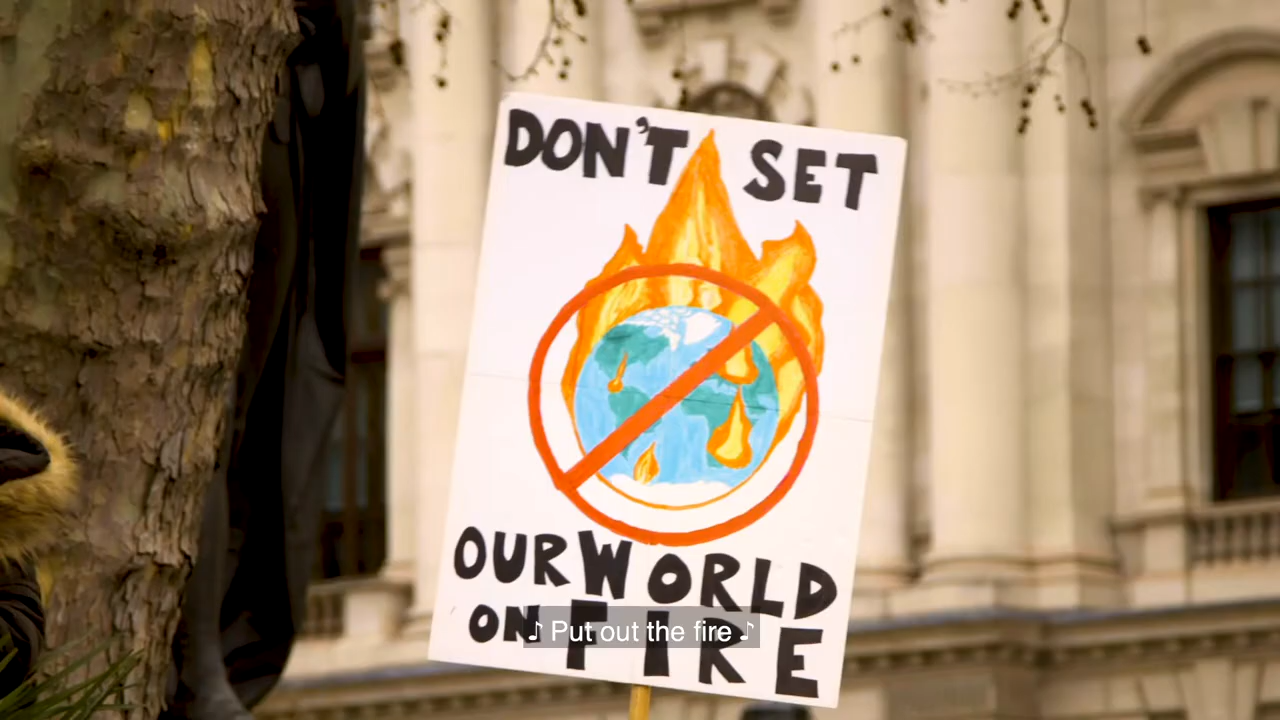 DON'T SET
OUR WORLD
ON FIRE
♪ Put out the fire ♪